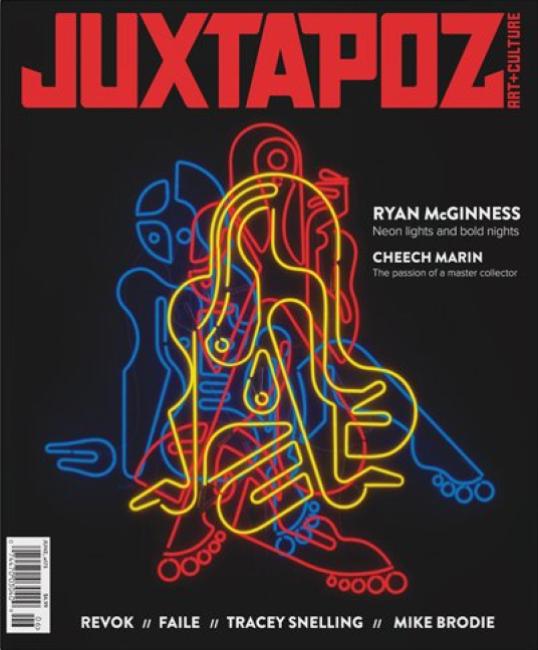 JUXTAPOZ
ART+CULTURE
RYAN McGINNESS
Neon lights and bold nights
CHEECH MARIN
The passion of a master collector
REVOK // FAILE // TRACEY SNELLING // MIKE BRODIE